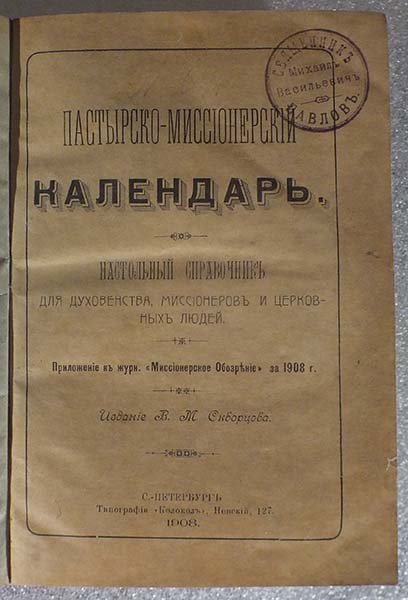 СВЯЩЕННИКЪ
Михаилъ
Васильевичъ
ПАВЛОВЪ.
ПАСТЫРСКО-МИССІОНЕРСКІЙ
КАЛЕНДАРЬ.
НАСТОЛЬНЫЙ СПРАВОЧНИКЪ
ДЛЯ ДУХОВЕНСТВА, МИССІОНЕРОВЪ И ЦЕРКОВ-
НЫХЪ ЛЮДЕЙ.
Приложеніе къ журн. «Миссіонерское Обозрѣніе» за 1908 г.
Изданіе В. М. Скворцова.
С.-ПЕТЕРБУРГЪ
Типографія «Колоколъ», Невскій, 127.
1908.